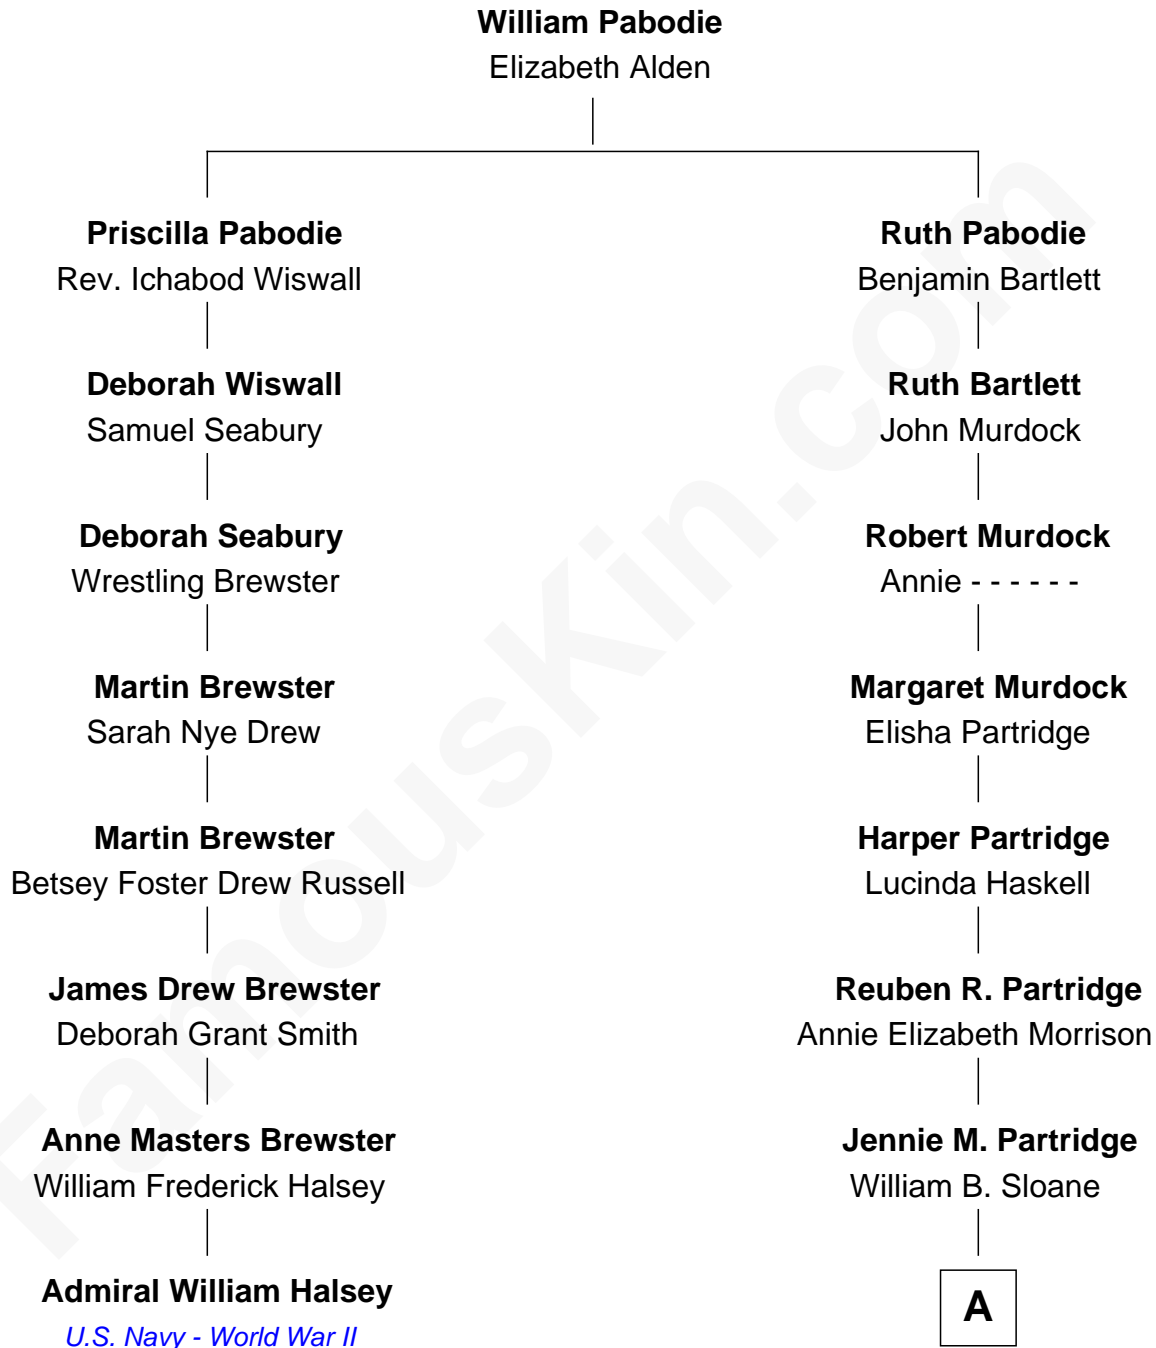 William Pabodie
Elizabeth Alden
Priscilla Pabodie
Rev. Ichabod Wiswall
Ruth Pabodie
Benjamin Bartlett
Deborah Wiswall
Samuel Seabury
Ruth Bartlett
John Murdock
Deborah Seabury
Wrestling Brewster
Robert Murdock
Annie - - - - - -
Martin Brewster
Sarah Nye Drew
Margaret Murdock
Elisha Partridge
Martin Brewster
Betsey Foster Drew Russell
Harper Partridge
Lucinda Haskell
James Drew Brewster
Deborah Grant Smith
Reuben R. Partridge
Annie Elizabeth Morrison
Anne Masters Brewster
William Frederick Halsey
Jennie M. Partridge
William B. Sloane
Admiral William Halsey
U.S. Navy - World War II
A
FamousKin.com